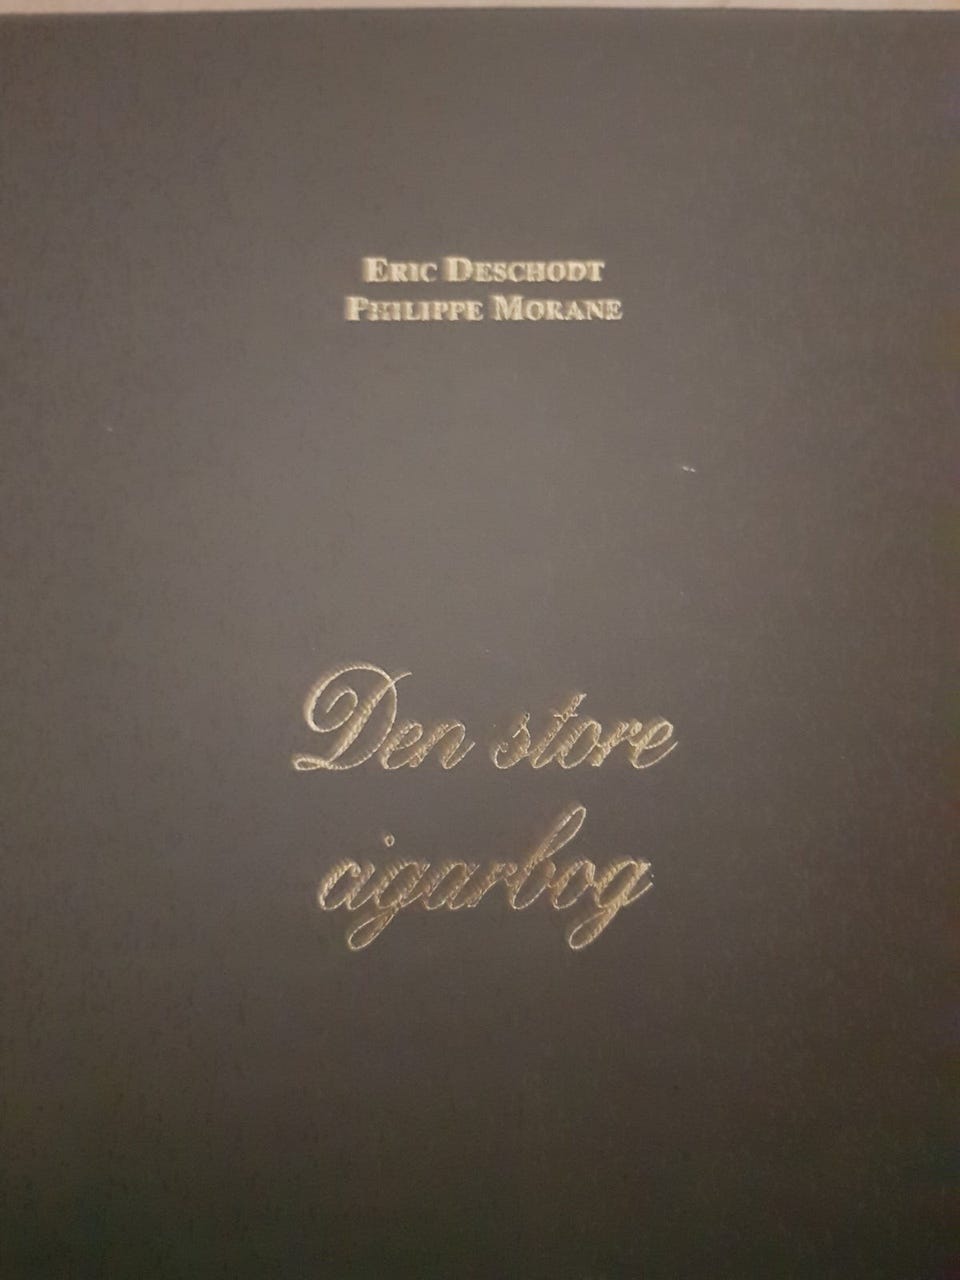 ERIC DESCHODT
PHILIPPE MORANE
Den store
cigarbog